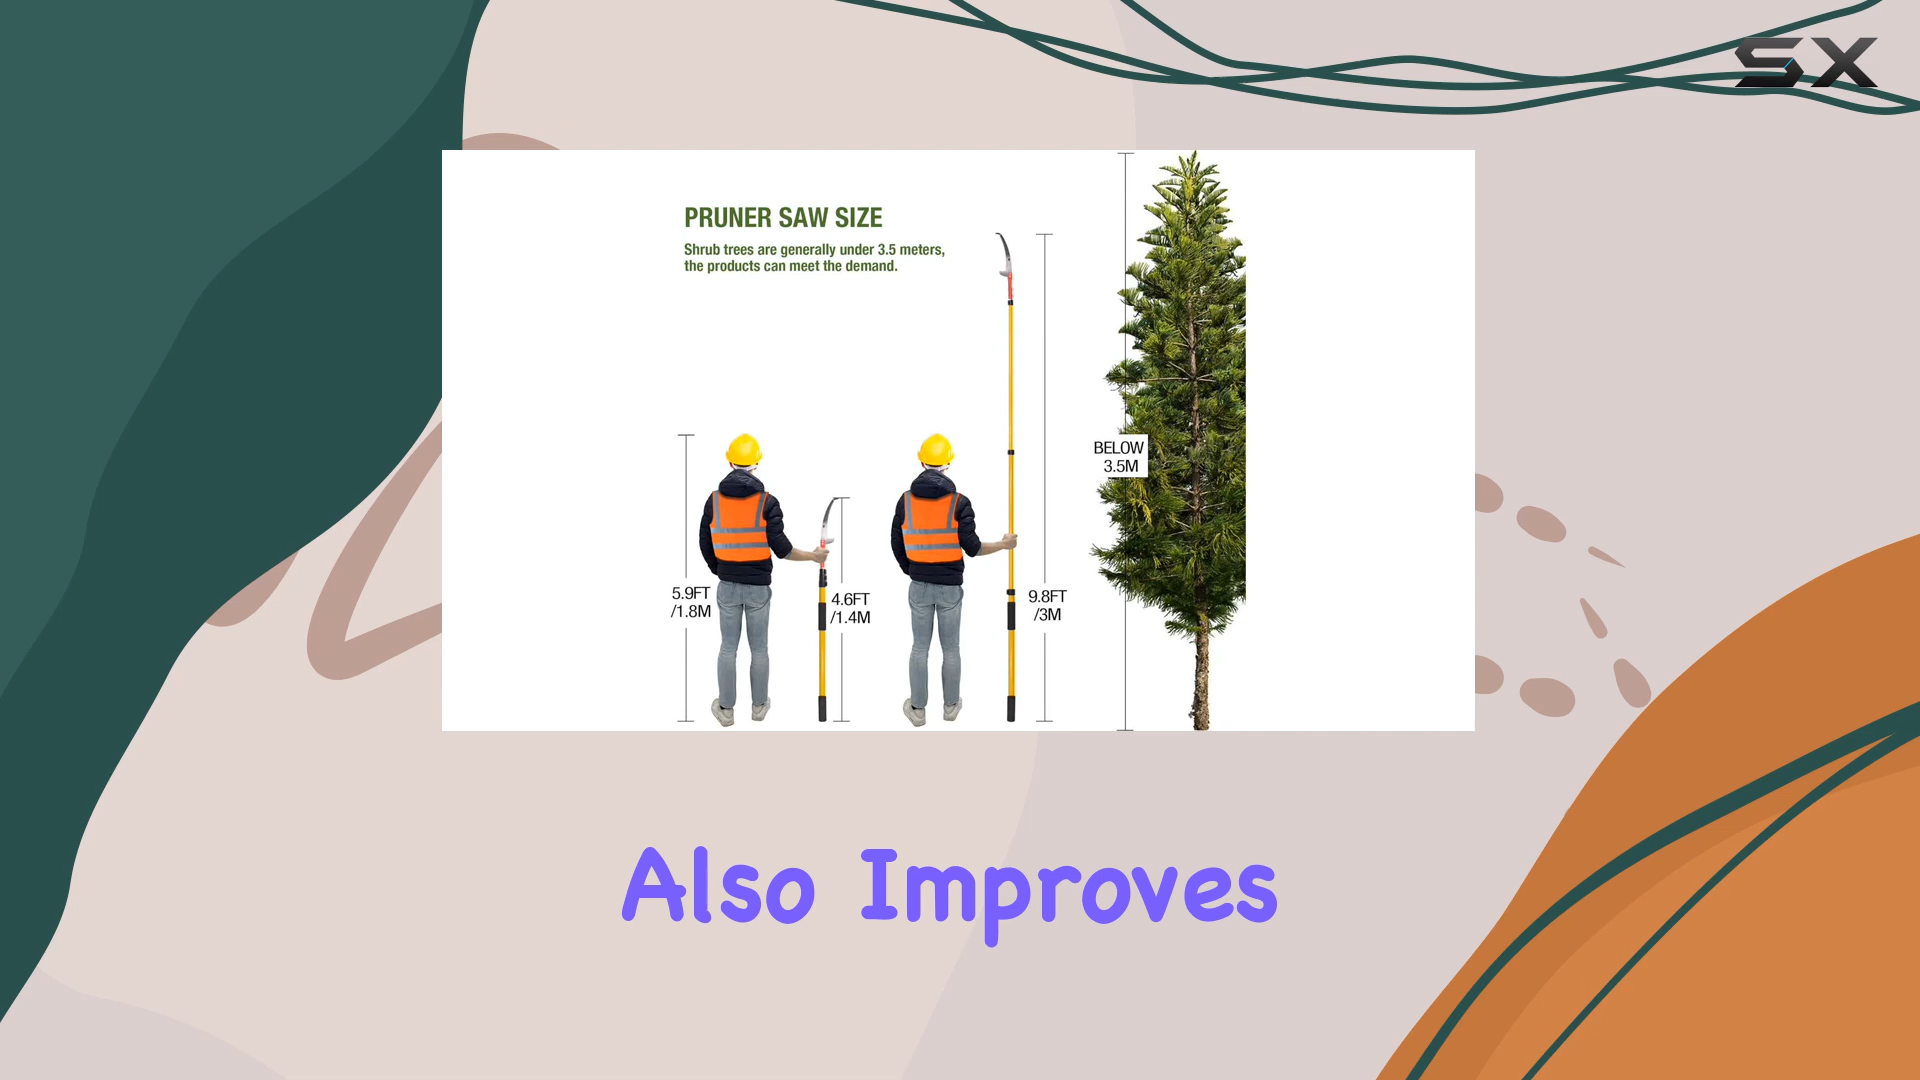 SX
PRUNER SAW SIZE
Shrub trees are generally under 3.5 meters,
the products can meet the demand.
BELOW
3.5M
5.9FT
/1.8M
4.6FT
/1.4M
9.8FT
/3M
Also Improves